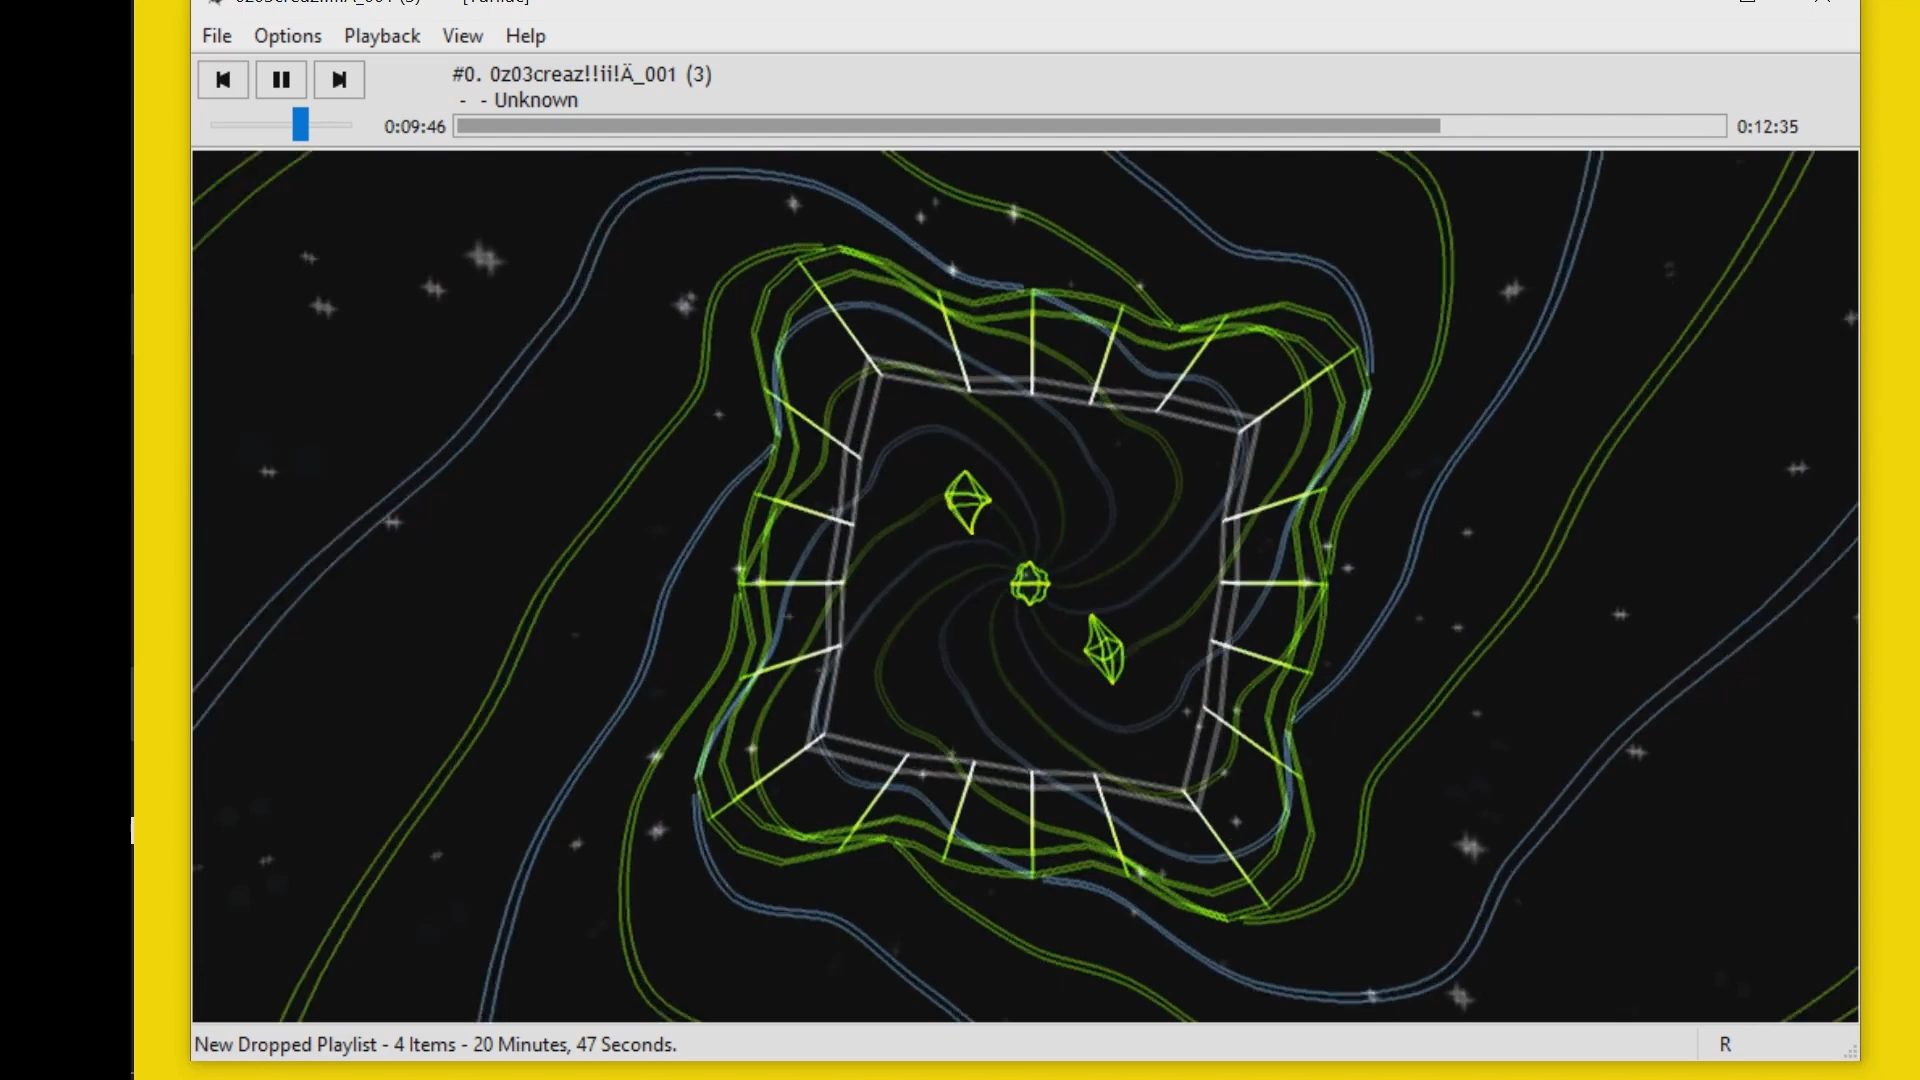 File Options Playback View Help
#0. 0z03creaz!!ii!Ä_001 (3)
- - Unknown
0:09:46 0:12:35
New Dropped Playlist - 4 Items - 20 Minutes, 47 Seconds. R